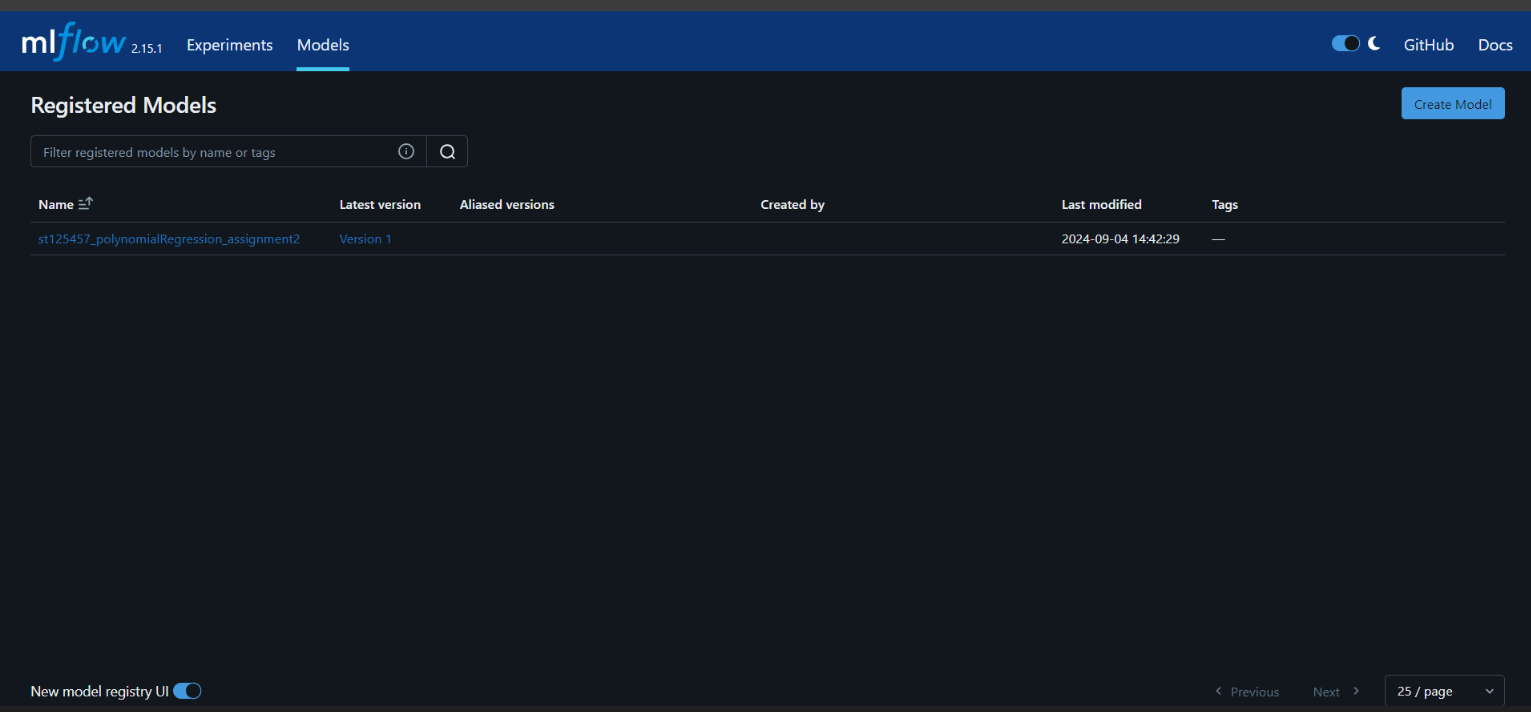 mlflow 2.15.1 Experiments Models GitHub Docs
Registered Models Create Model
Filter registered models by name or tags
Name Latest version Aliased versions Created by Last modified Tags
st125457_polynomialRegression_assignment2 Version 1 2024-09-04 14:42:29 —
New model registry UI Previous Next 25 / page